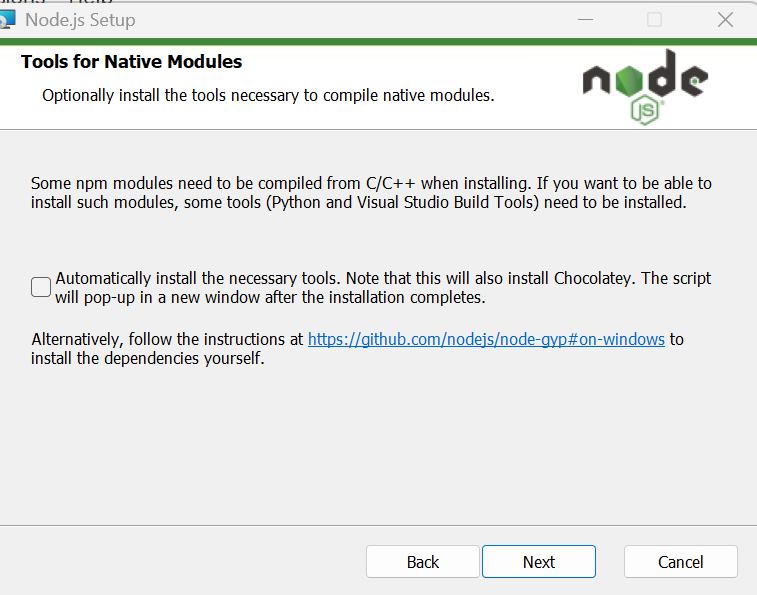 Node.js Setup
Tools for Native Modules
Optionally install the tools necessary to compile native modules.
node
JS
Some npm modules need to be compiled from C/C++ when installing. If you want to be able to
install such modules, some tools (Python and Visual Studio Build Tools) need to be installed.
Automatically install the necessary tools. Note that this will also install Chocolatey. The script
will pop-up in a new window after the installation completes.
Alternatively, follow the instructions at https://github.com/nodejs/node-gyp#on-windows to
install the dependencies yourself.
Back
Next
Cancel